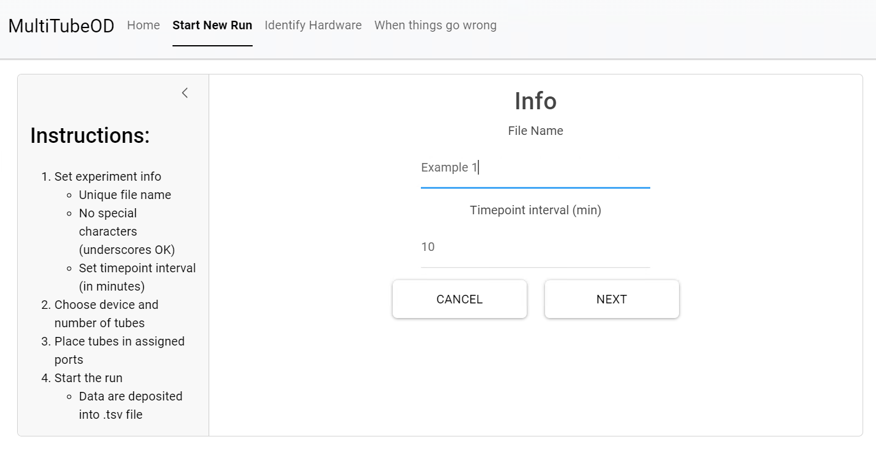 MultiTubeOD Home Start New Run Identify Hardware When things go wrong
Instructions:
1. Set experiment info
Unique file name
No special
characters
(underscores OK)
Set timepoint interval
(in minutes)
2. Choose device and
number of tubes
3. Place tubes in assigned
ports
4. Start the run
Data are deposited
into .tsv file
Info
File Name
Example 1
Timepoint interval (min)
10
CANCEL NEXT